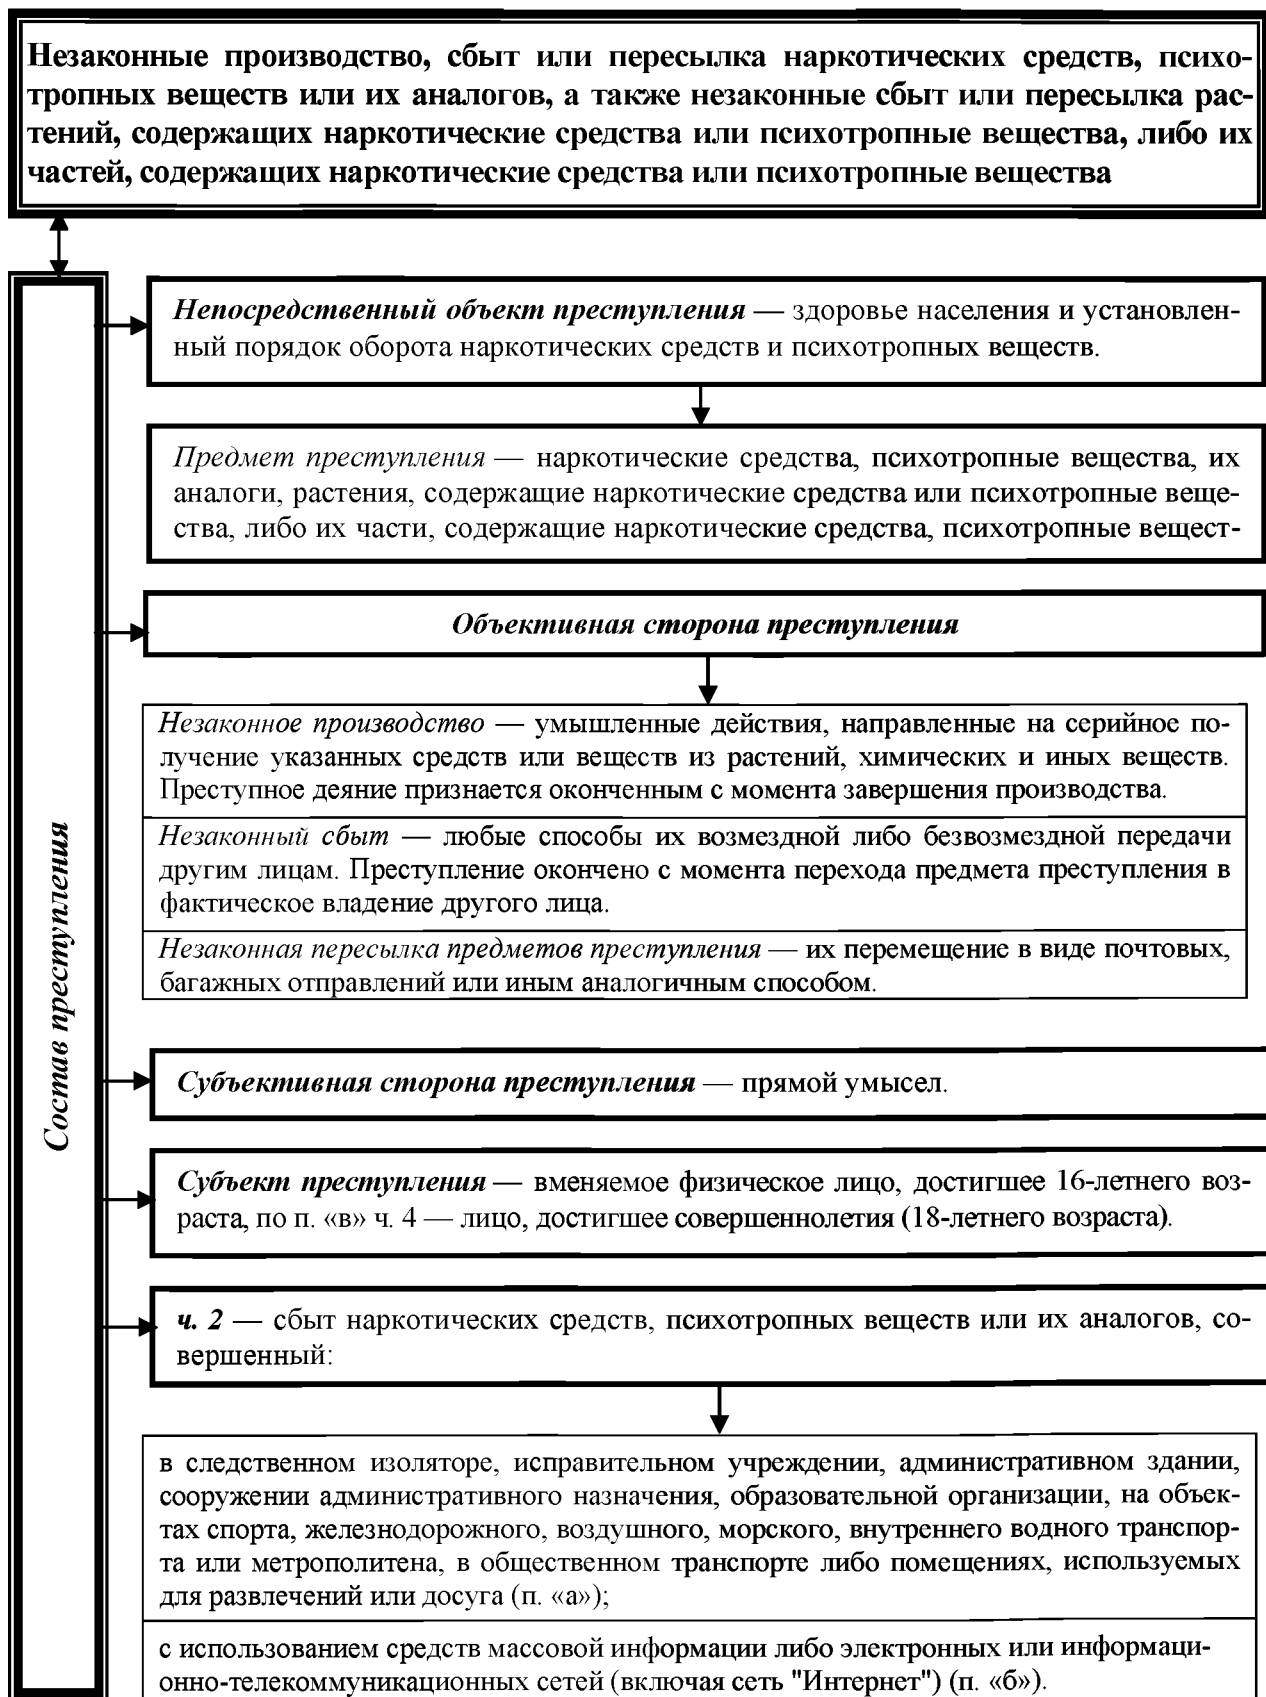 Незаконные производство, сбыт или пересылка наркотических средств, психо-
тропных веществ или их аналогов, а также незаконные сбыт или пересылка рас-
тений, содержащих наркотические средства или психотропные вещества, либо их
частей, содержащих наркотические средства или психотропные вещества
Состав преступления
Непосредственный объект преступления — здоровье населения и установлен-
ный порядок оборота наркотических средств и психотропных веществ.
Предмет преступления — наркотические средства, психотропные вещества, их
аналоги, растения, содержащие наркотические средства или психотропные веще-
ства, либо их части, содержащие наркотические средства, психотропные вещест-
Объективная сторона преступления
Незаконное производство — умышленные действия, направленные на серийное по-
лучение указанных средств или веществ из растений, химических и иных веществ.
Преступное деяние признается оконченным с момента завершения производства.
Незаконный сбыт — любые способы их возмездной либо безвозмездной передачи
другим лицам. Преступление окончено с момента перехода предмета преступления в
фактическое владение другого лица.
Незаконная пересылка предметов преступления — их перемещение в виде почтовых,
багажных отправлений или иным аналогичным способом.
Субъективная сторона преступления — прямой умысел.
Субъект преступления — вменяемое физическое лицо, достигшее 16-летнего воз-
раста, по п. «в» ч. 4 — лицо, достигшее совершеннолетия (18-летнего возраста).
ч. 2 — сбыт наркотических средств, психотропных веществ или их аналогов, со-
вершенный:
в следственном изоляторе, исправительном учреждении, административном здании,
сооружении административного назначения, образовательной организации, на объек-
тах спорта, железнодорожного, воздушного, морского, внутреннего водного транспор-
та или метрополитена, в общественном транспорте либо помещениях, используемых
для развлечений или досуга (п. «а»);
с использованием средств массовой информации либо электронных или информаци-
онно-телекоммуникационных сетей (включая сеть "Интернет") (п. «б»).